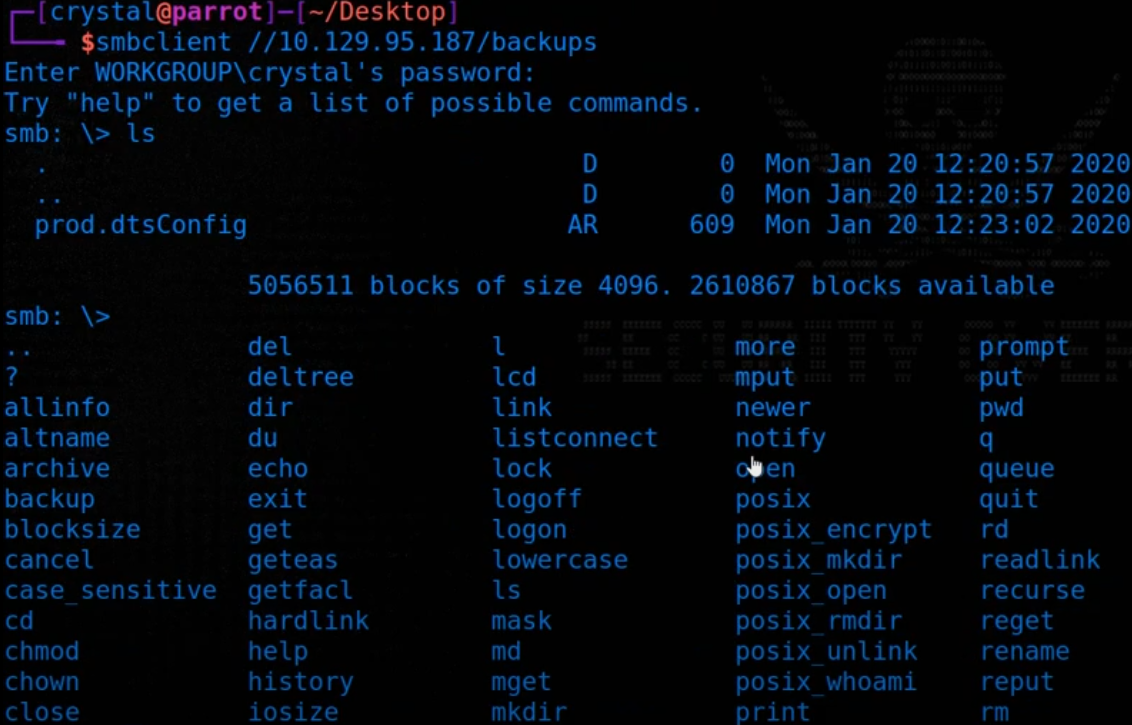 ┌─[crystal@parrot]─[~/Desktop]
└──╼ $smbclient //10.129.95.187/backups
Enter WORKGROUP\crystal's password:
Try "help" to get a list of possible commands.
smb: \> ls
. D 0 Mon Jan 20 12:20:57 2020
.. D 0 Mon Jan 20 12:20:57 2020
prod.dtsConfig AR 609 Mon Jan 20 12:23:02 2020
5056511 blocks of size 4096. 2610867 blocks available
smb: \>
.. del l more prompt
? deltree lcd mput put
allinfo dir link newer pwd
altname du listconnect notify q
archive echo lock open queue
backup exit logoff posix quit
blocksize get logon posix_encrypt rd
cancel geteas lowercase posix_mkdir readlink
case_sensitive getfacl ls posix_open recurse
cd hardlink mask posix_rmdir reget
chmod help md posix_unlink rename
chown history mget posix_whoami reput
close iosize mkdir print rm